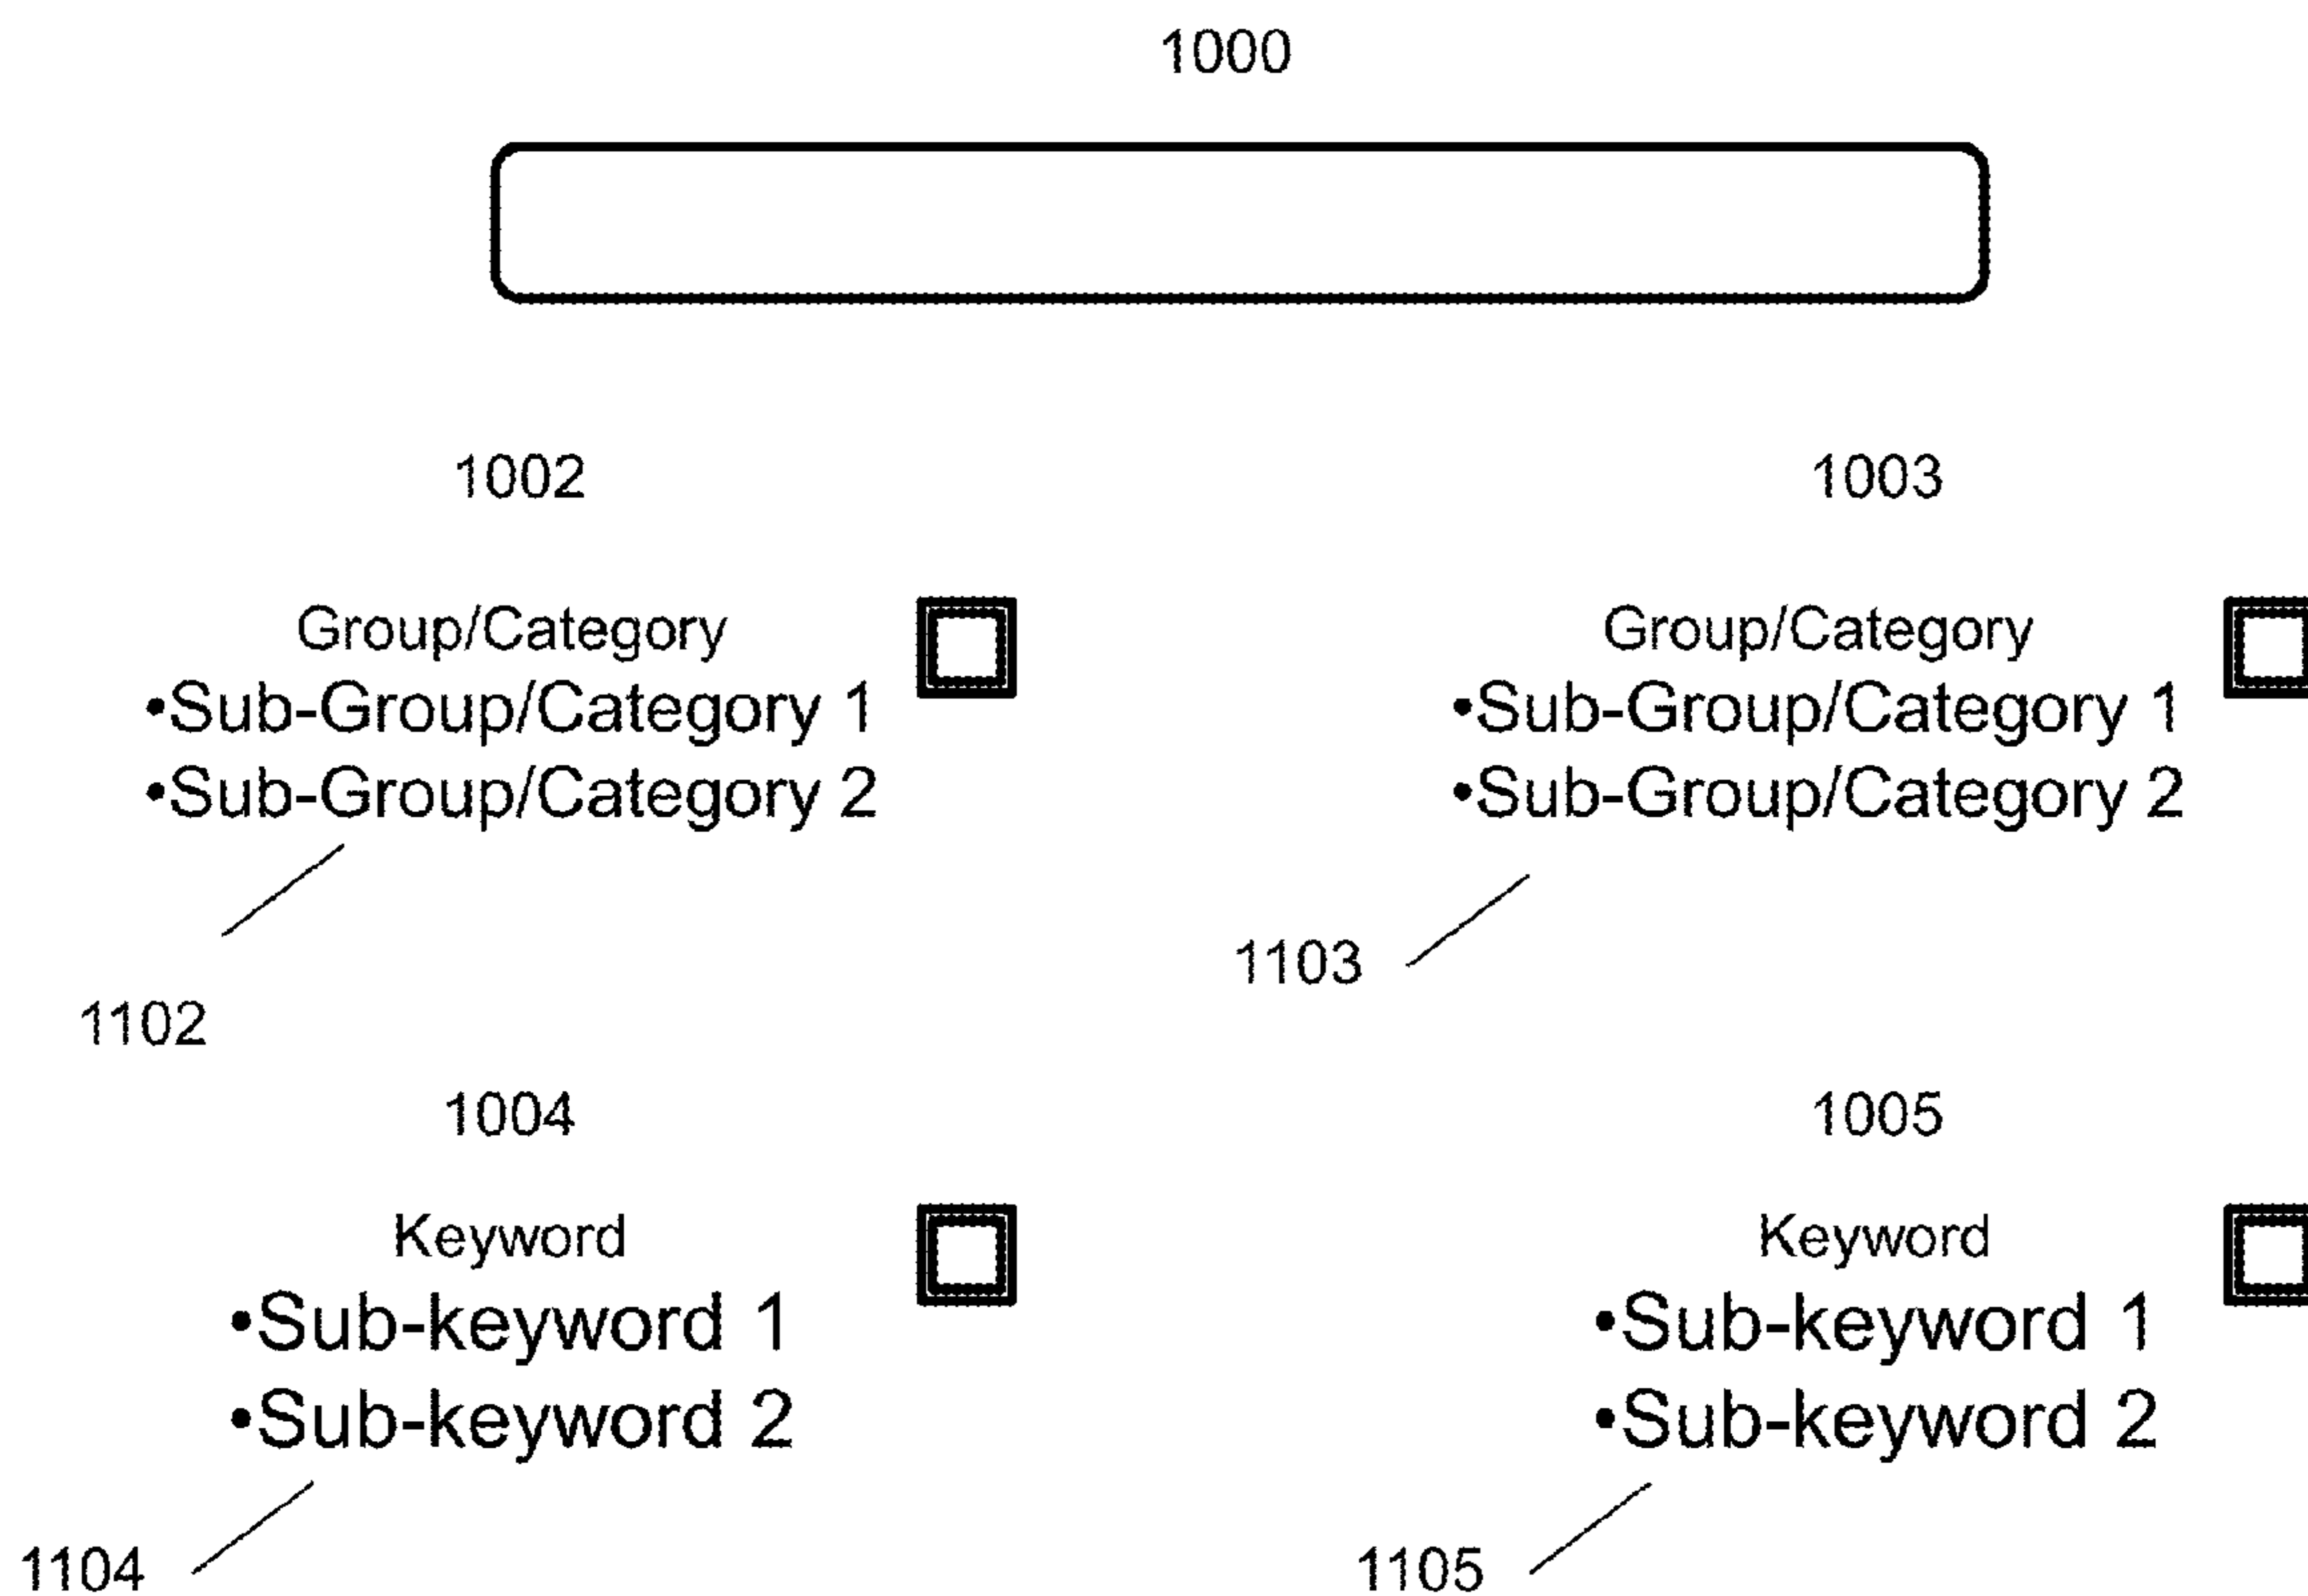 1000
1002
1003
Group/Category
•Sub-Group/Category 1
•Sub-Group/Category 2
Group/Category
•Sub-Group/Category 1
•Sub-Group/Category 2
1102
1103
1004
1005
Keyword
•Sub-keyword 1
•Sub-keyword 2
Keyword
•Sub-keyword 1
•Sub-keyword 2
1104
1105